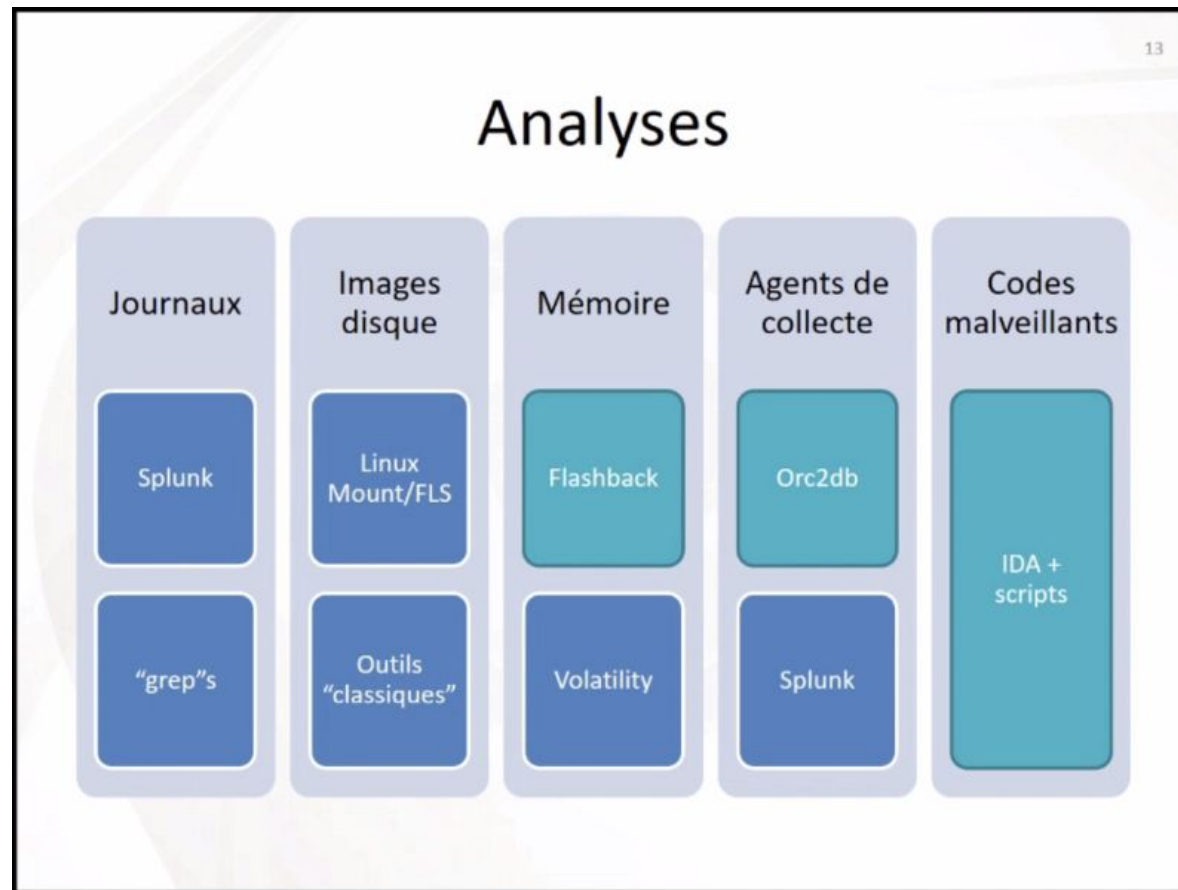 13
Analyses
Journaux
Splunk
“grep”s
Images
disque
Linux
Mount/FLS
Outils
“classiques”
Mémoire
Flashback
Volatility
Agents de
collecte
Orc2db
Splunk
Codes
malveillants
IDA +
scripts